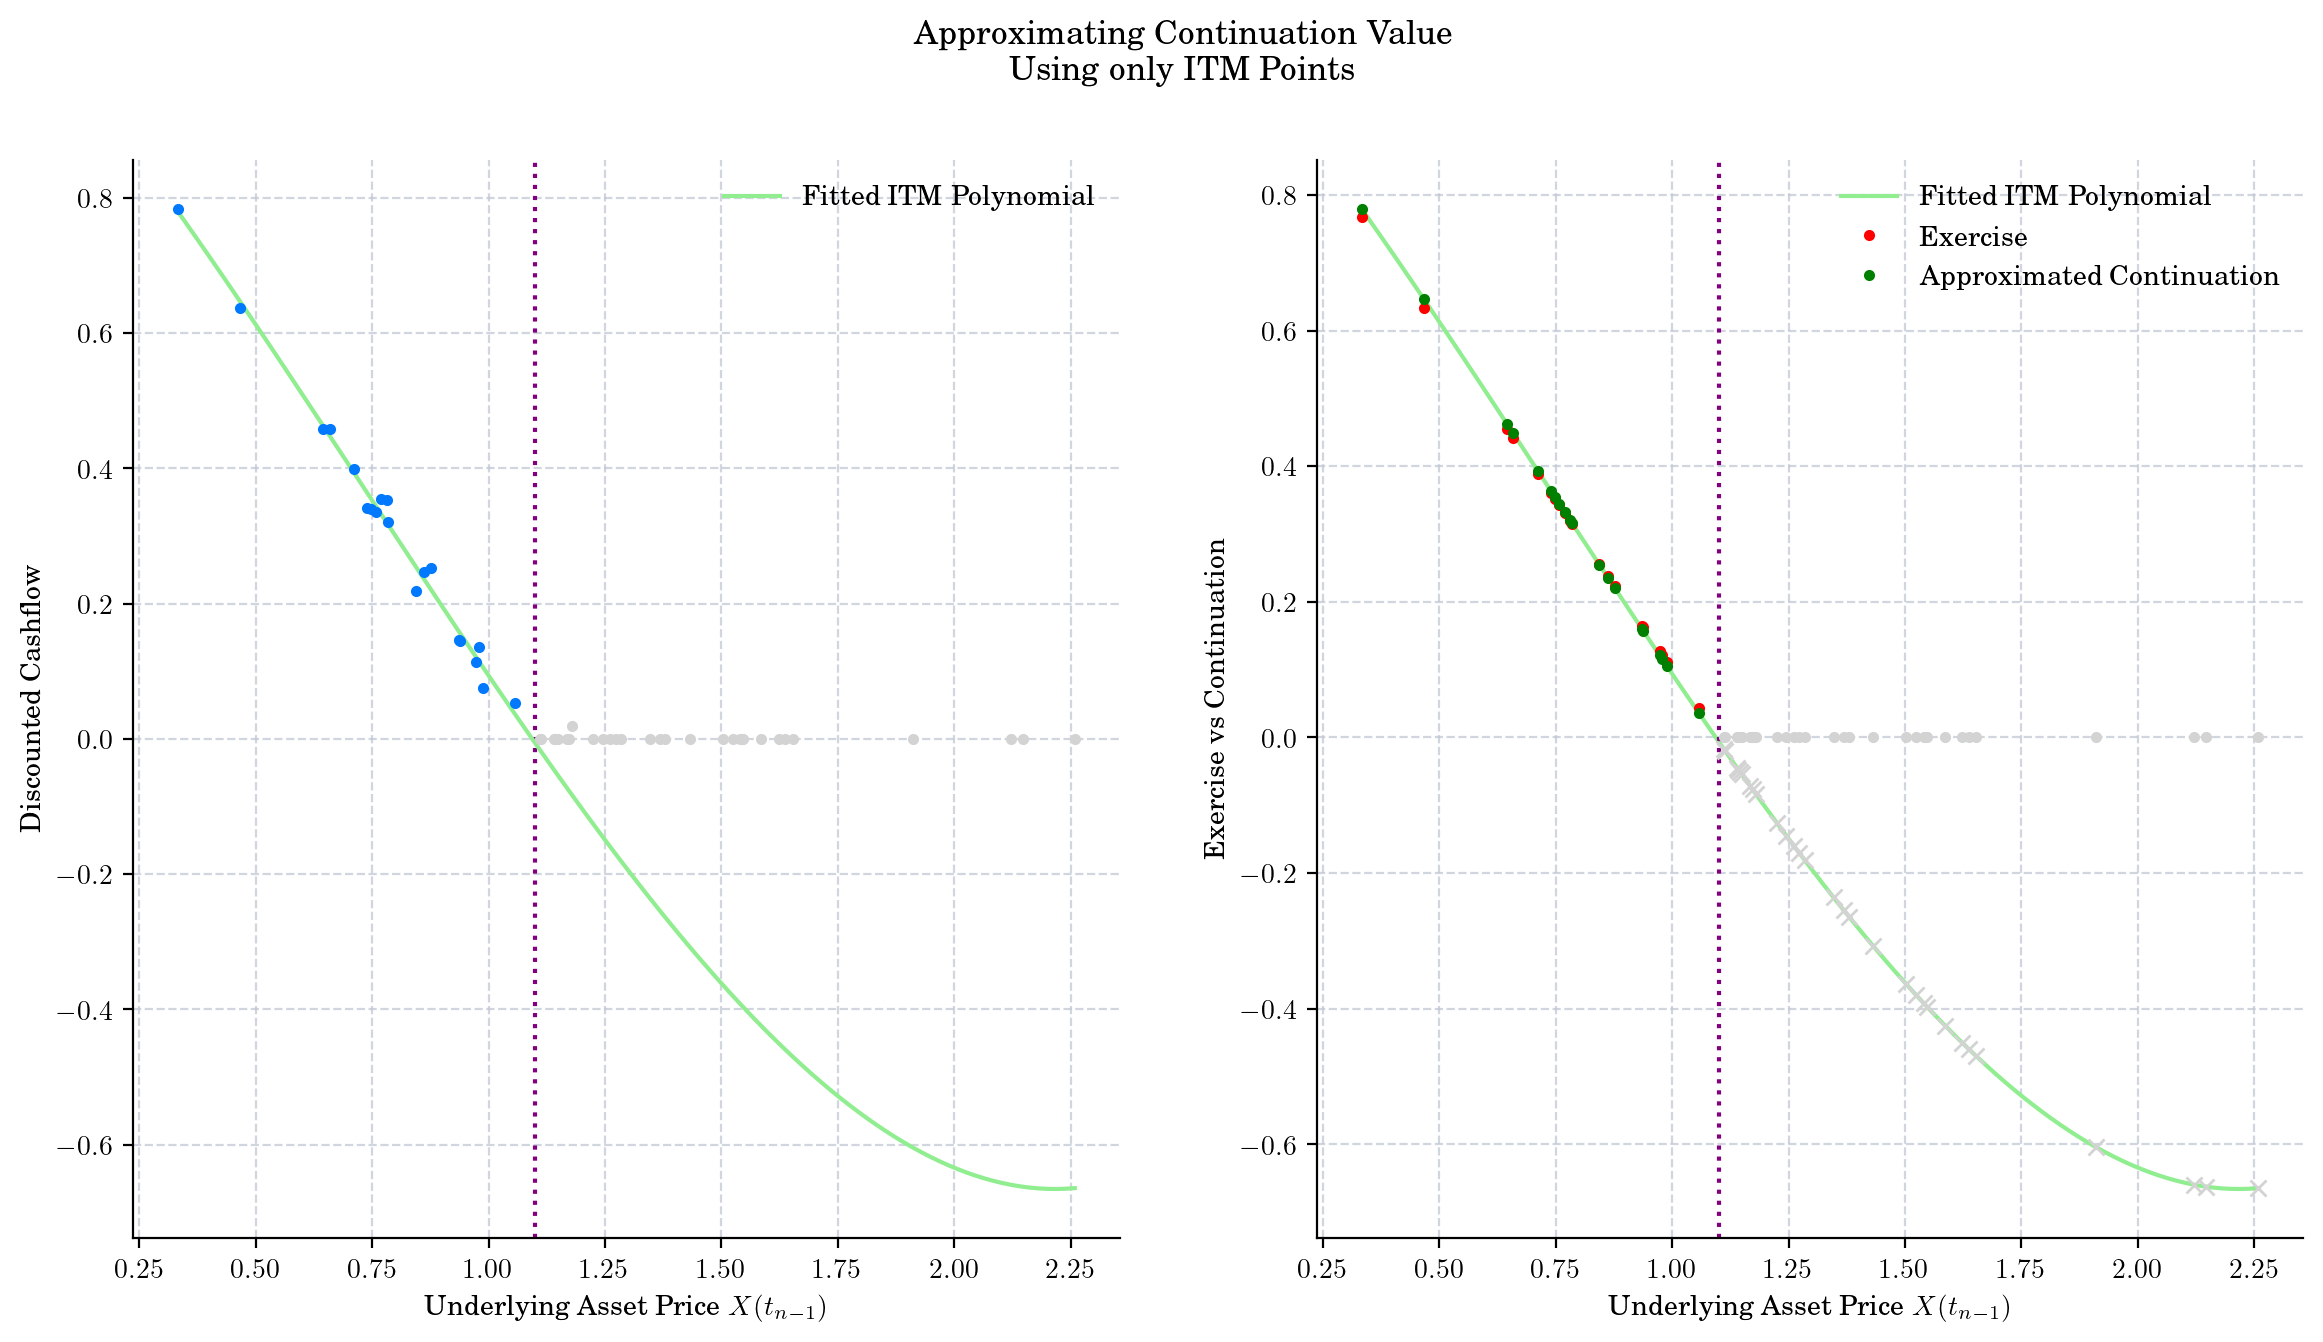 Approximating Continuation Value
Using only ITM Points
Fitted ITM Polynomial
0.8
0.6
0.4
0.2
0.0
−0.2
−0.4
−0.6
Discounted Cashflow
0.25 0.50 0.75 1.00 1.25 1.50 1.75 2.00 2.25
Underlying Asset Price X(tₙ₋₁)
Fitted ITM Polynomial
Exercise
Approximated Continuation
0.8
0.6
0.4
0.2
0.0
−0.2
−0.4
−0.6
Exercise vs Continuation
0.25 0.50 0.75 1.00 1.25 1.50 1.75 2.00 2.25
Underlying Asset Price X(tₙ₋₁)